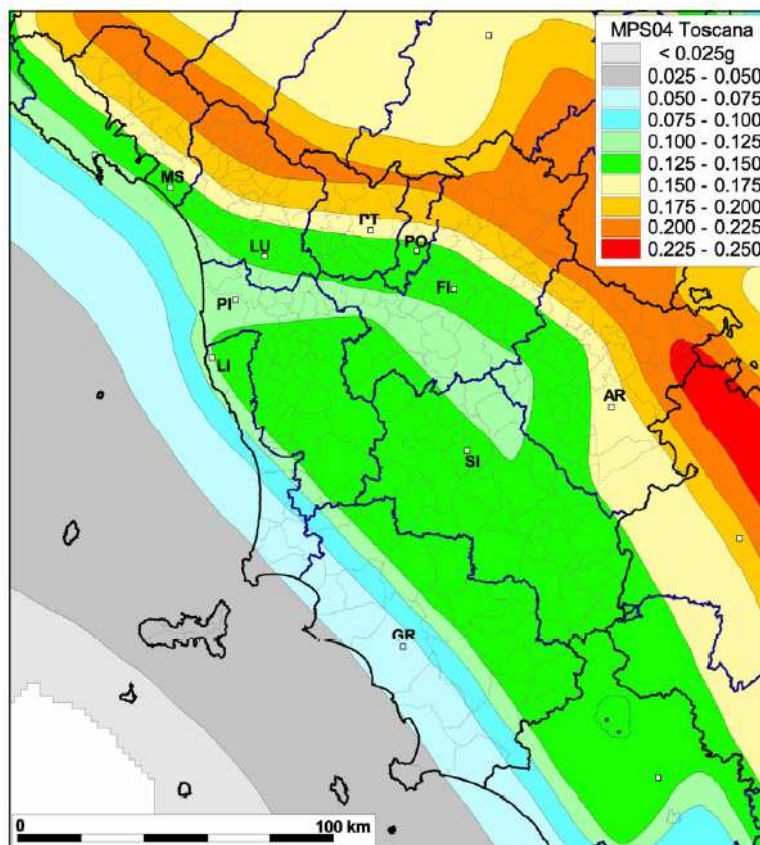 MPS04 Toscana
< 0.025g
0.025 - 0.050
0.050 - 0.075
0.075 - 0.100
0.100 - 0.125
0.125 - 0.150
0.150 - 0.175
0.175 - 0.200
0.200 - 0.225
0.225 - 0.250
MS
PT
LU
PO
PI
FI
LI
AR
SI
GR
0
100 km